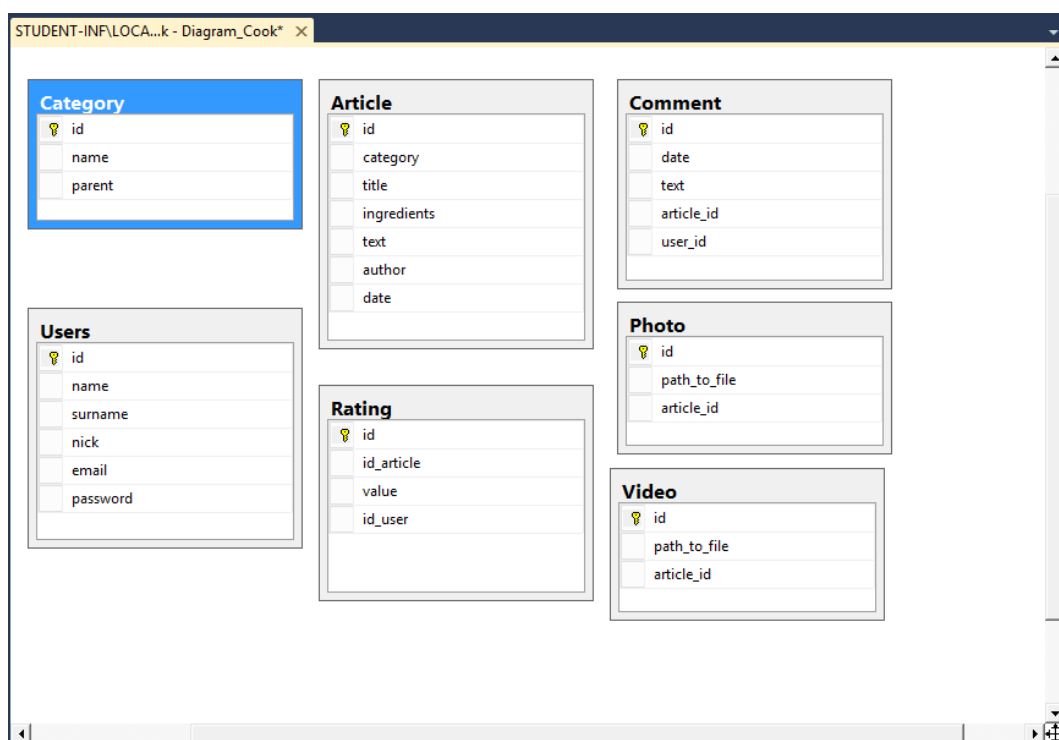 STUDENT-INF\LOCA...k - Diagram_Cook*
Category
id
name
parent
Article
id
category
title
ingredients
text
author
date
Comment
id
date
text
article_id
user_id
Users
id
name
surname
nick
email
password
Rating
id
id_article
value
id_user
Photo
id
path_to_file
article_id
Video
id
path_to_file
article_id